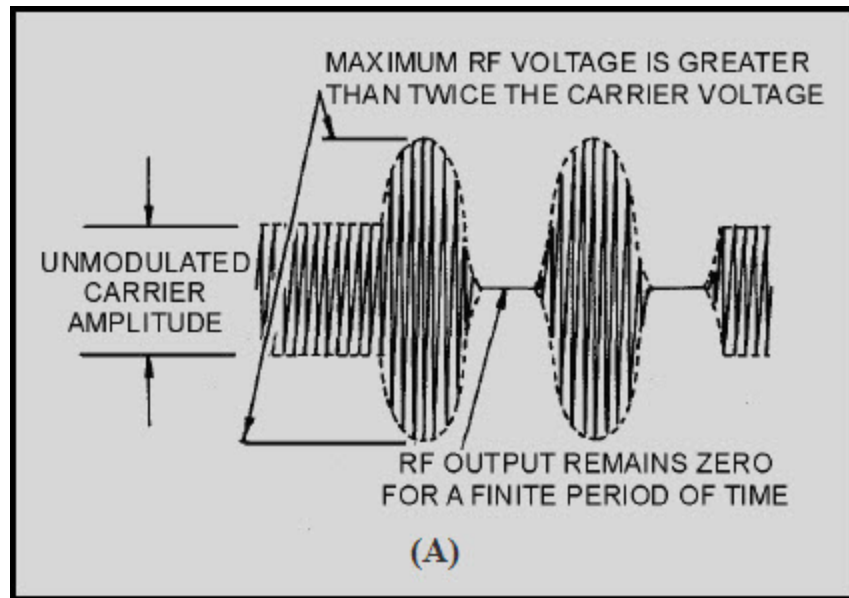 MAXIMUM RF VOLTAGE IS GREATER
THAN TWICE THE CARRIER VOLTAGE
UNMODULATED
CARRIER
AMPLITUDE
RF OUTPUT REMAINS ZERO
FOR A FINITE PERIOD OF TIME
(A)